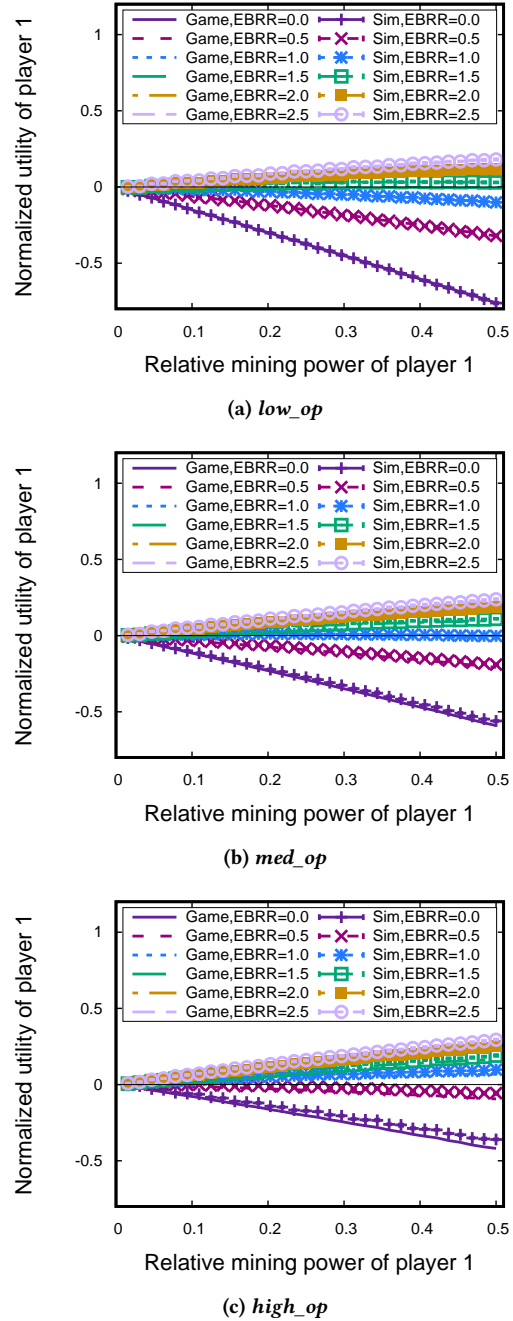 Normalized utility of player 1
Game,EBRR=0.0 Sim,EBRR=0.0
Game,EBRR=0.5 Sim,EBRR=0.5
Game,EBRR=1.0 Sim,EBRR=1.0
Game,EBRR=1.5 Sim,EBRR=1.5
Game,EBRR=2.0 Sim,EBRR=2.0
Game,EBRR=2.5 Sim,EBRR=2.5
1
0.5
0
-0.5
0 0.1 0.2 0.3 0.4 0.5
Relative mining power of player 1
(a) low_op
Normalized utility of player 1
Game,EBRR=0.0 Sim,EBRR=0.0
Game,EBRR=0.5 Sim,EBRR=0.5
Game,EBRR=1.0 Sim,EBRR=1.0
Game,EBRR=1.5 Sim,EBRR=1.5
Game,EBRR=2.0 Sim,EBRR=2.0
Game,EBRR=2.5 Sim,EBRR=2.5
1
0.5
0
-0.5
0 0.1 0.2 0.3 0.4 0.5
Relative mining power of player 1
(b) med_op
Normalized utility of player 1
Game,EBRR=0.0 Sim,EBRR=0.0
Game,EBRR=0.5 Sim,EBRR=0.5
Game,EBRR=1.0 Sim,EBRR=1.0
Game,EBRR=1.5 Sim,EBRR=1.5
Game,EBRR=2.0 Sim,EBRR=2.0
Game,EBRR=2.5 Sim,EBRR=2.5
1
0.5
0
-0.5
0 0.1 0.2 0.3 0.4 0.5
Relative mining power of player 1
(c) high_op